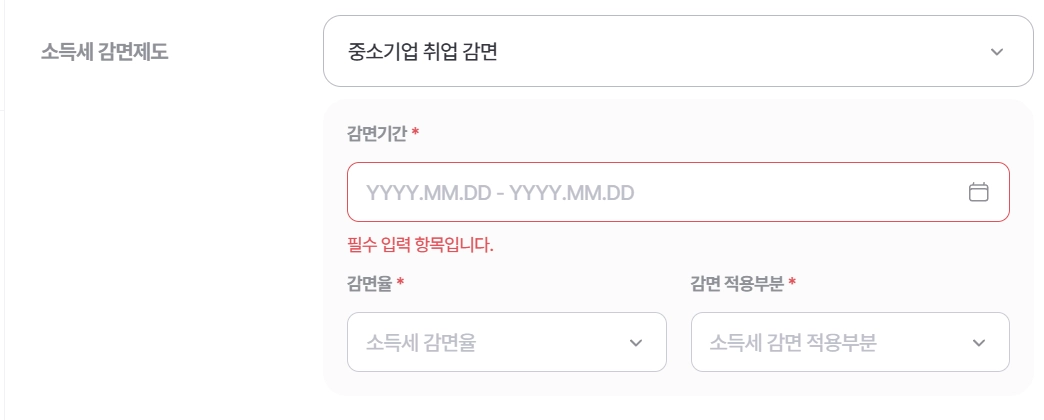 소득세 감면제도
중소기업 취업 감면
감면기간 *
YYYY.MM.DD - YYYY.MM.DD
필수 입력 항목입니다.
감면율 * 감면 적용부분 *
소득세 감면율 소득세 감면 적용부분